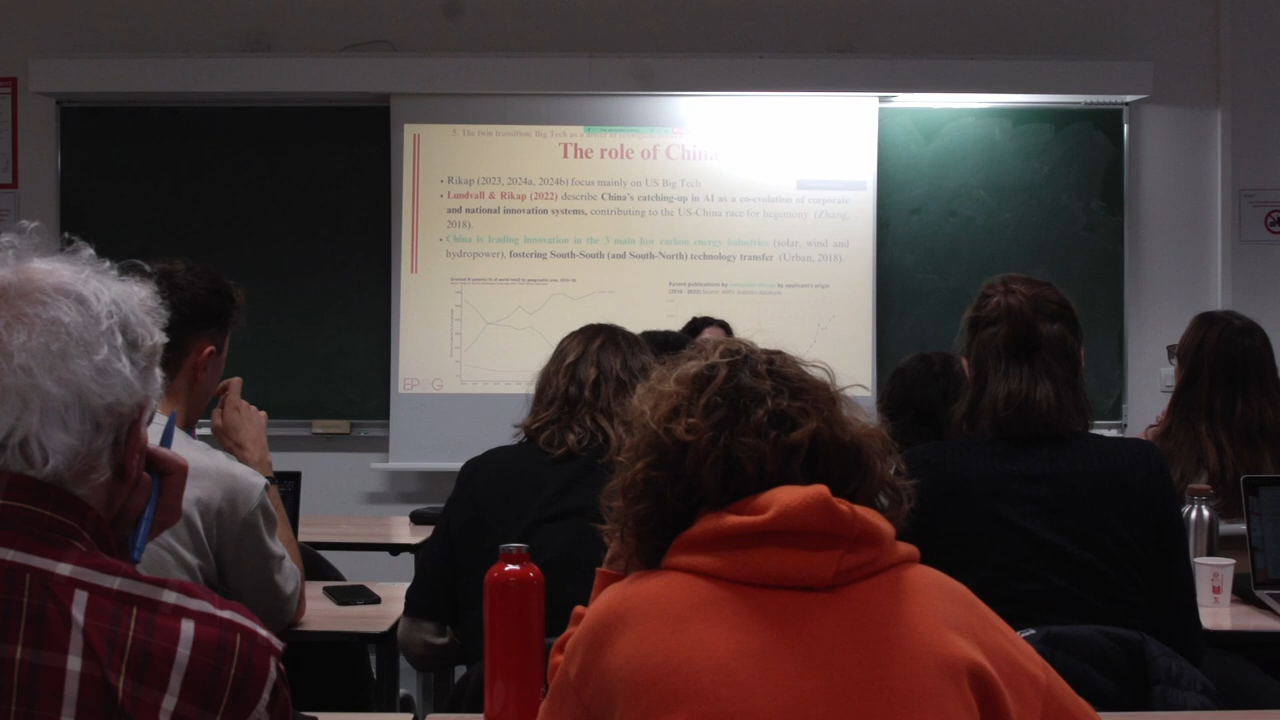 5. The twin transition: Big Tech as a
The role of China
• Rikap (2023, 2024a, 2024b) focus mainly on US Big Tech
• Lundvall & Rikap (2022) describe China's catching-up in AI as a co-evolution of corporate
and national innovation systems, contributing to the US-China race for hegemony (Zhang,
2018).
• China is leading innovation in the 3 main low carbon energy industries (solar, wind and
hydropower), fostering South-South (and South-North) technology transfer (Urban, 2018).
Patent publications by
by applicant's origin
EPOG